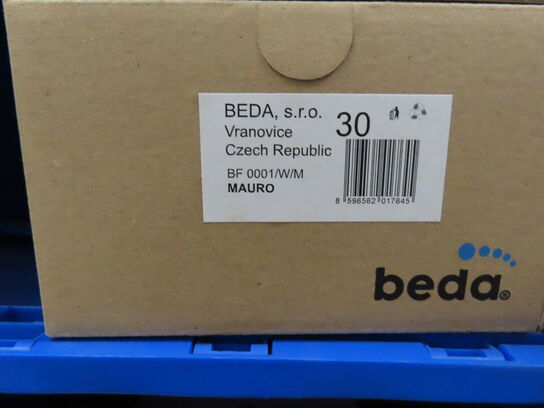 BEDA, s.r.o. 30
Vranovice
Czech Republic
BF 0001/W/M
MAURO
8 596562 017645
beda®